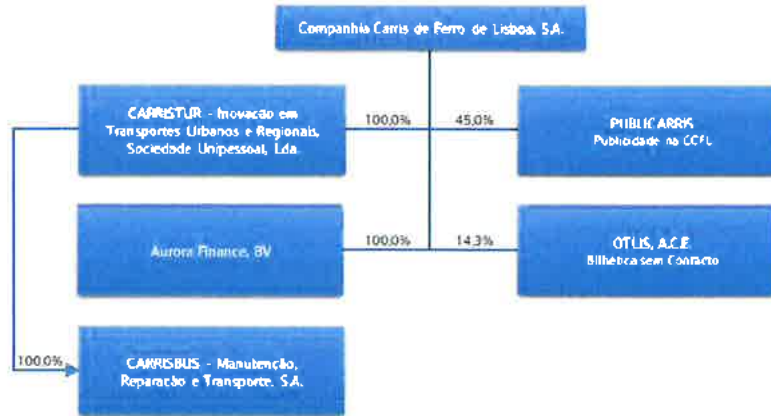 Companhia Carris de Ferro de Lisboa, S.A.
CARRISTUR - Inovação em
Transportes Urbanos e Regionais,
Sociedade Unipessoal, Lda.
100,0%
45,0%
PUBLICARRIS
Publicidade na CCFL
Aurora Finance, BV
100,0%
14,3%
OTLIS, A.C.E.
Bilhética sem Contacto
100,0%
CARRISBUS - Manutenção,
Reparação e Transporte, S.A.